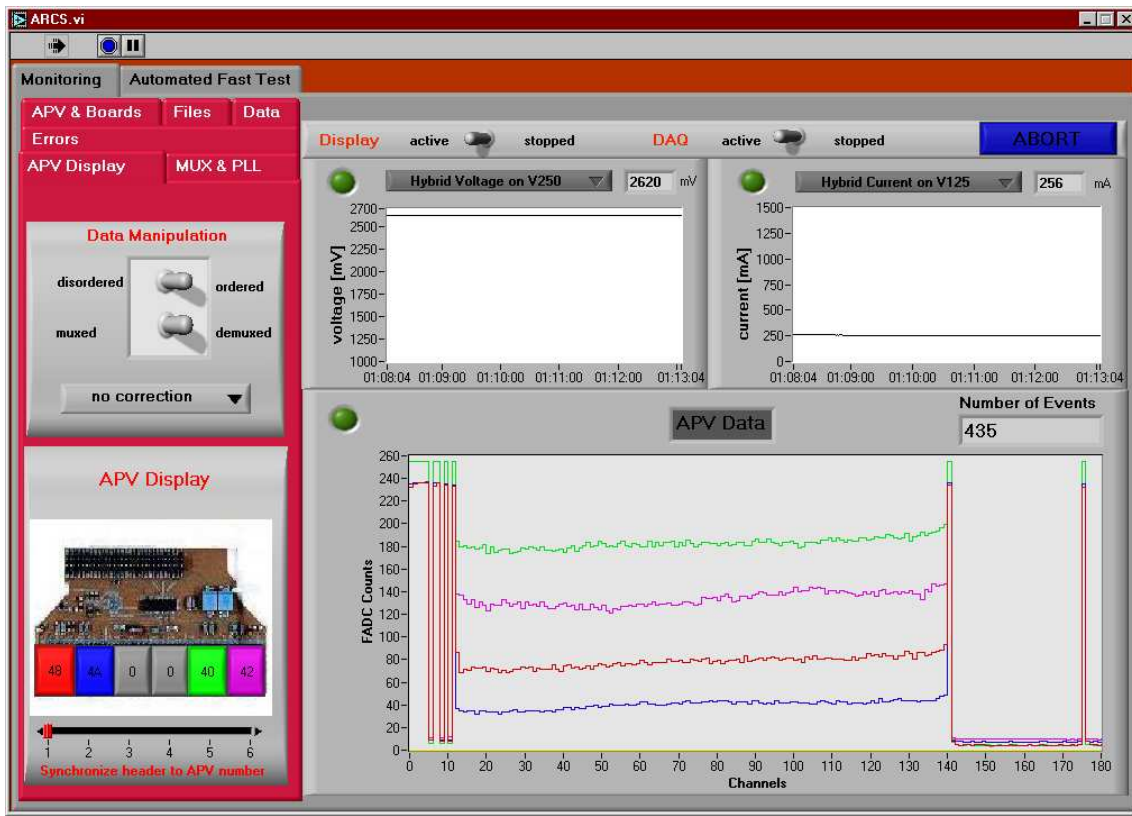 ARCS.vi
Monitoring Automated Fast Test
APV & Boards Files Data
Errors
APV Display MUX & PLL
Display active stopped DAQ active stopped ABORT
Hybrid Voltage on V250 2620 mV
Hybrid Current on V125 256 mA
Data Manipulation
disordered ordered
muxed demuxed
no correction
voltage [mV]
2700
2500
2250
2000
1750
1500
1250
1000
01:08:04 01:09:00 01:10:00 01:11:00 01:12:00 01:13:04
current [mA]
1500
1250
1000
750
500
250
0
01:08:04 01:09:00 01:10:00 01:11:00 01:12:00 01:13:04
APV Data
Number of Events
435
APV Display
48 4A 0 0 40 42
1 2 3 4 5 6
Synchronize header to APV number
FADC Counts
260
240
220
200
180
160
140
120
100
80
60
40
20
0
0 10 20 30 40 50 60 70 80 90 100 110 120 130 140 150 160 170 180
Channels